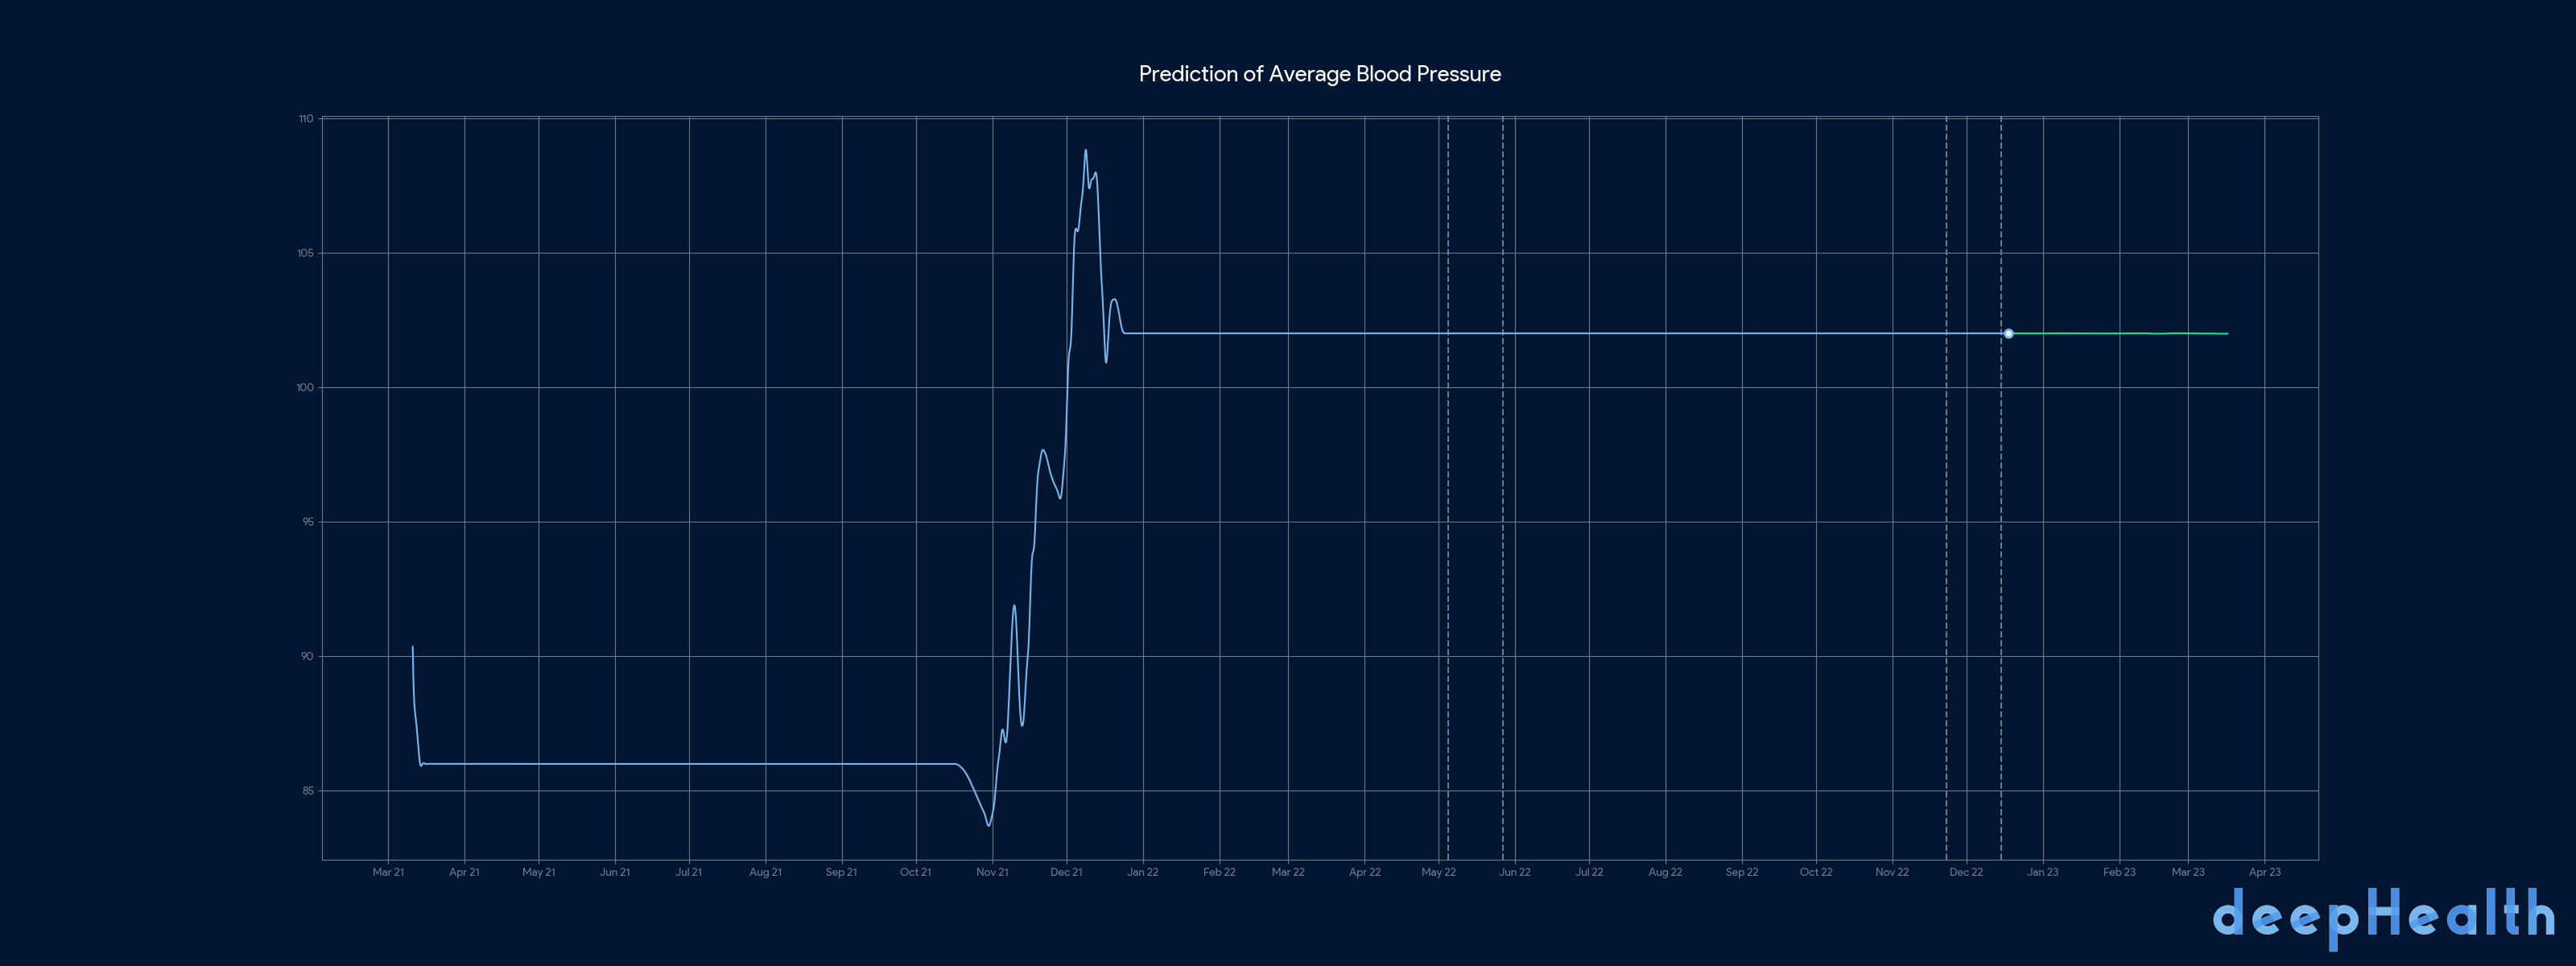 Prediction of Average Blood Pressure
110
105
100
95
90
85
Mar 21 Apr 21 May 21 Jun 21 Jul 21 Aug 21 Sep 21 Oct 21 Nov 21 Dec 21 Jan 22 Feb 22 Mar 22 Apr 22 May 22 Jun 22 Jul 22 Aug 22 Sep 22 Oct 22 Nov 22 Dec 22 Jan 23 Feb 23 Mar 23 Apr 23
deepHealth